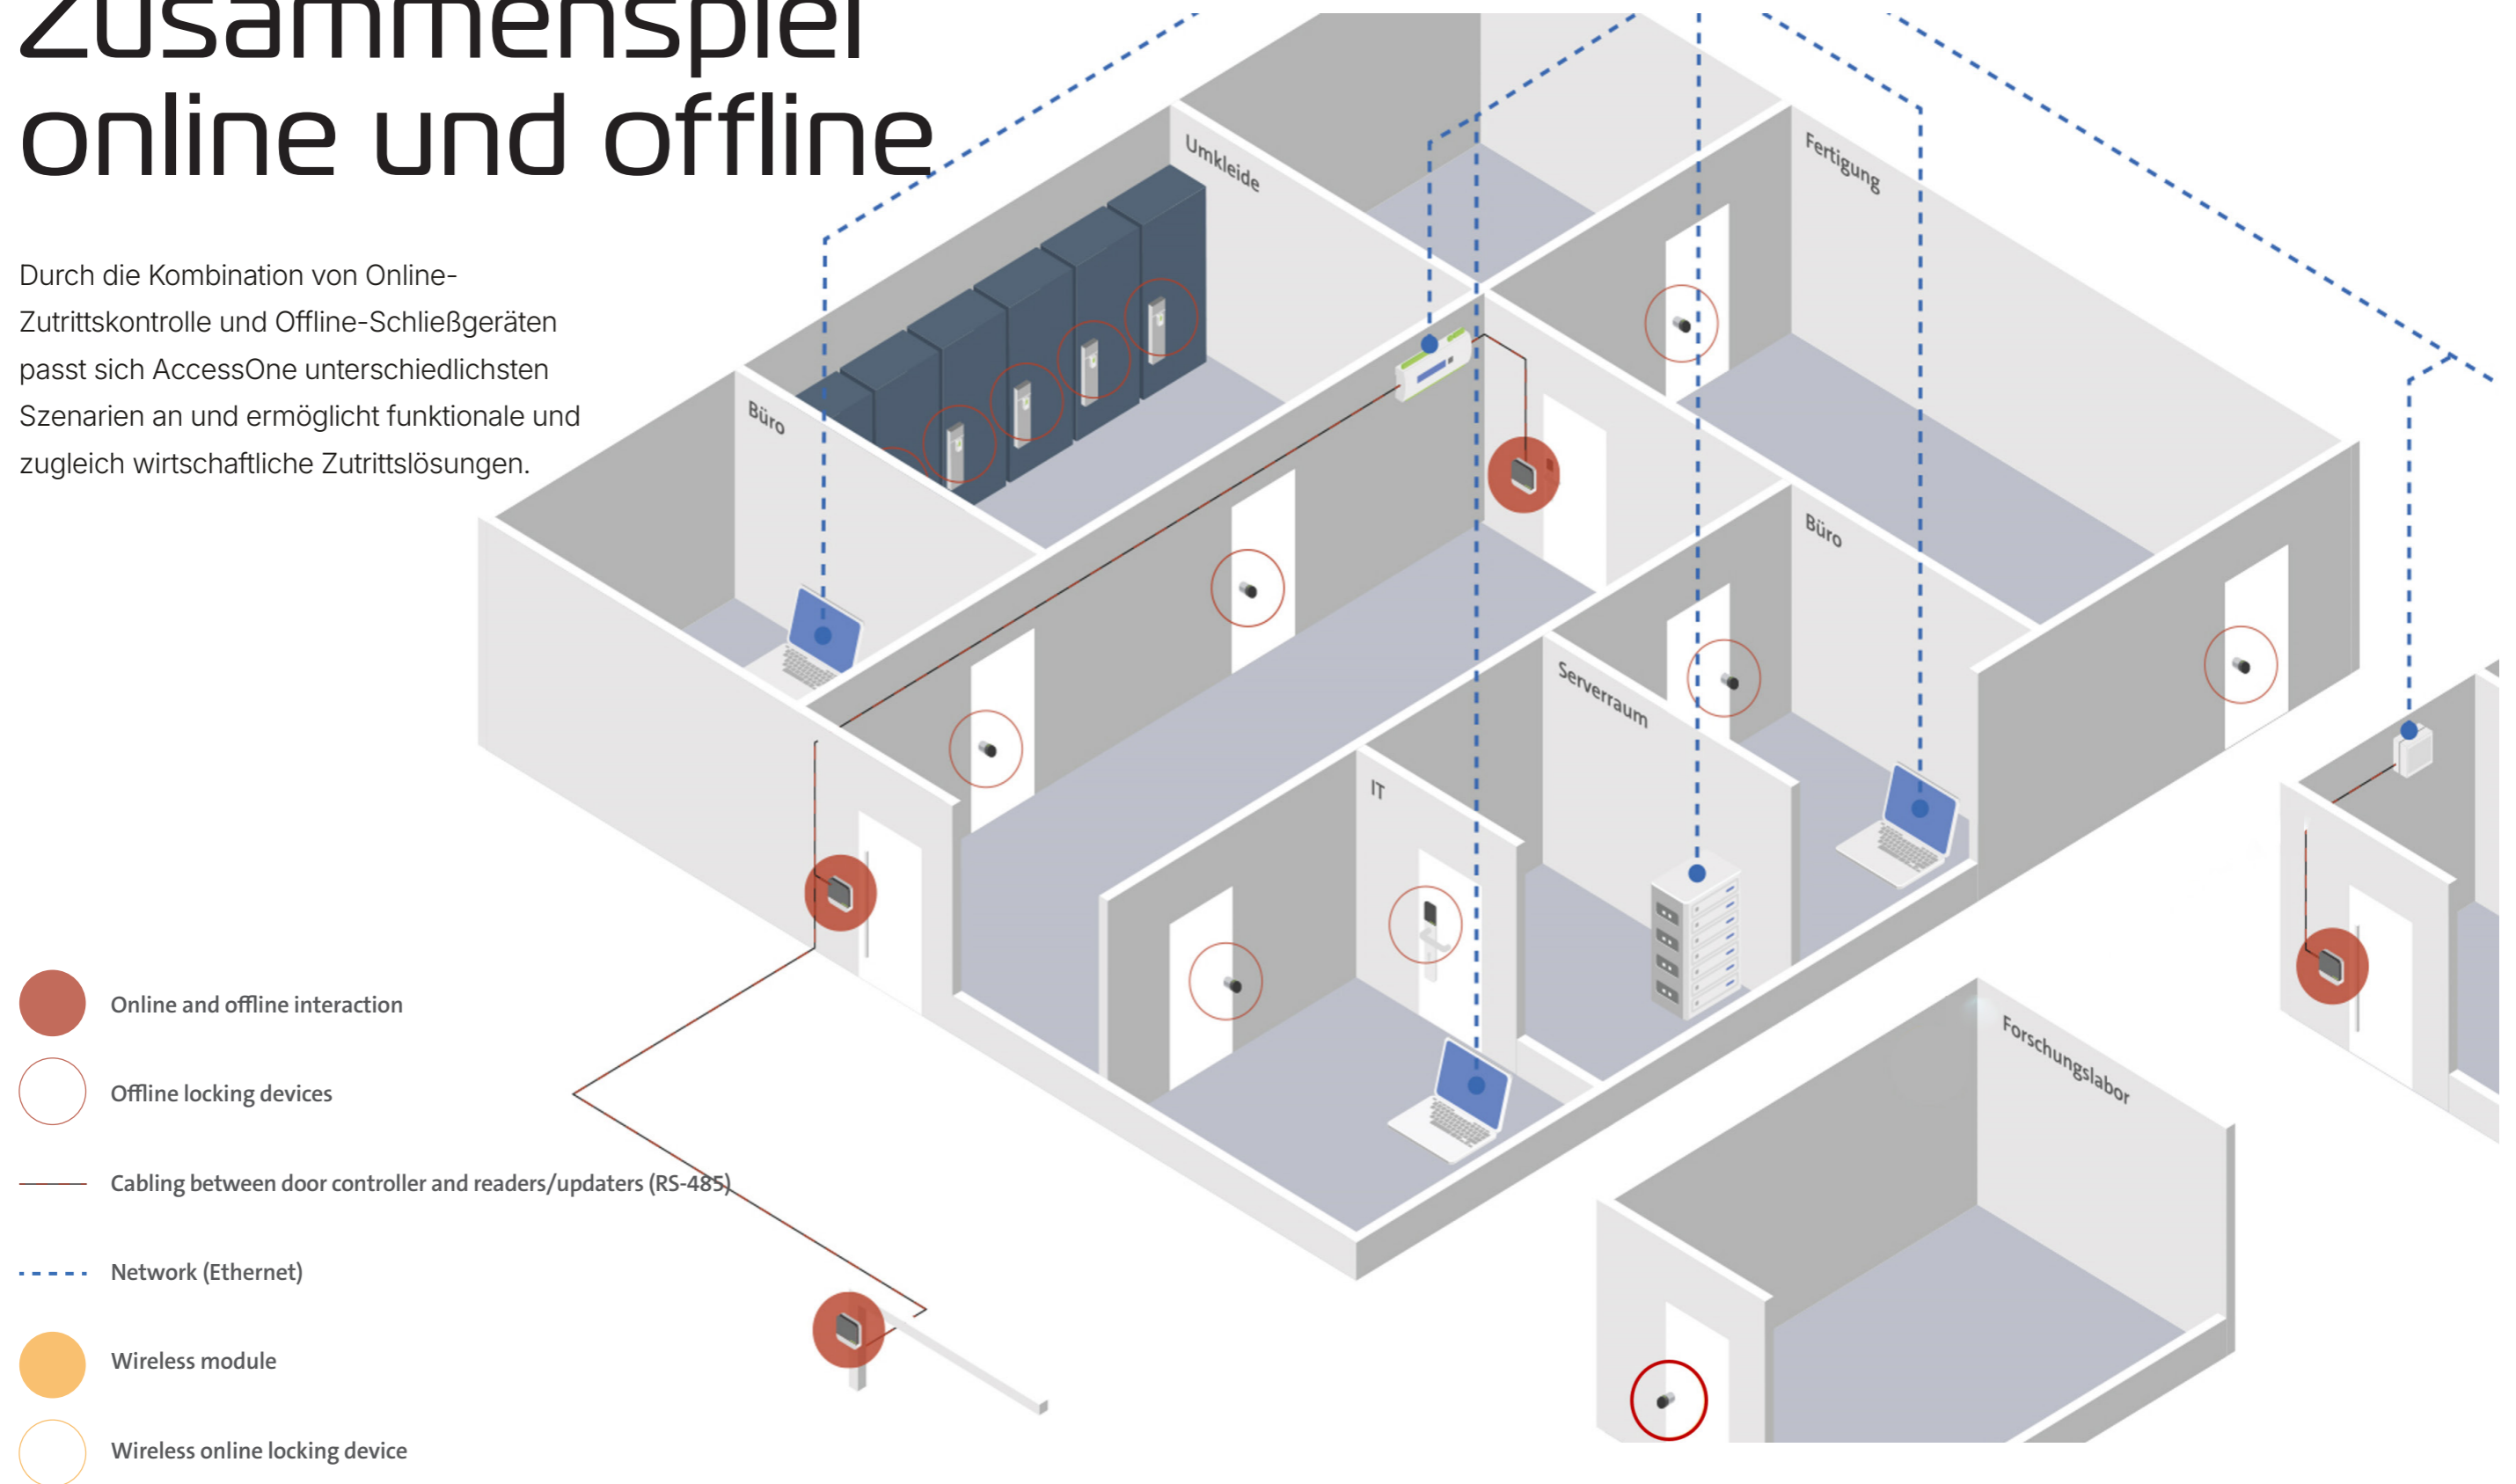 Zusammenspiel
online und offline
Durch die Kombination von Online-
Zutrittskontrolle und Offline-Schließgeräten
passt sich AccessOne unterschiedlichsten
Szenarien an und ermöglicht funktionale und
zugleich wirtschaftliche Zutrittslösungen.
Umkleide
Fertigung
Büro
Büro
Serverraum
IT
Forschungslabor
Online and offline interaction
Offline locking devices
Cabling between door controller and readers/updaters (RS-485)
Network (Ethernet)
Wireless module
Wireless online locking device